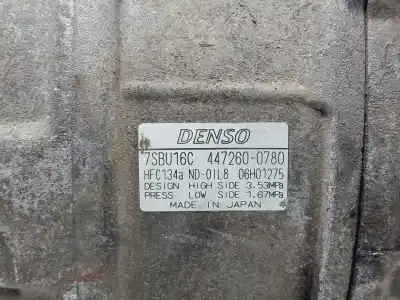 DENSO
7SBU16C 447260-0780
HFC134a ND-OIL8 06H01275
DESIGN HIGH SIDE 3.53MPa
PRESS LOW SIDE 1.67MPa
MADE IN JAPAN 4